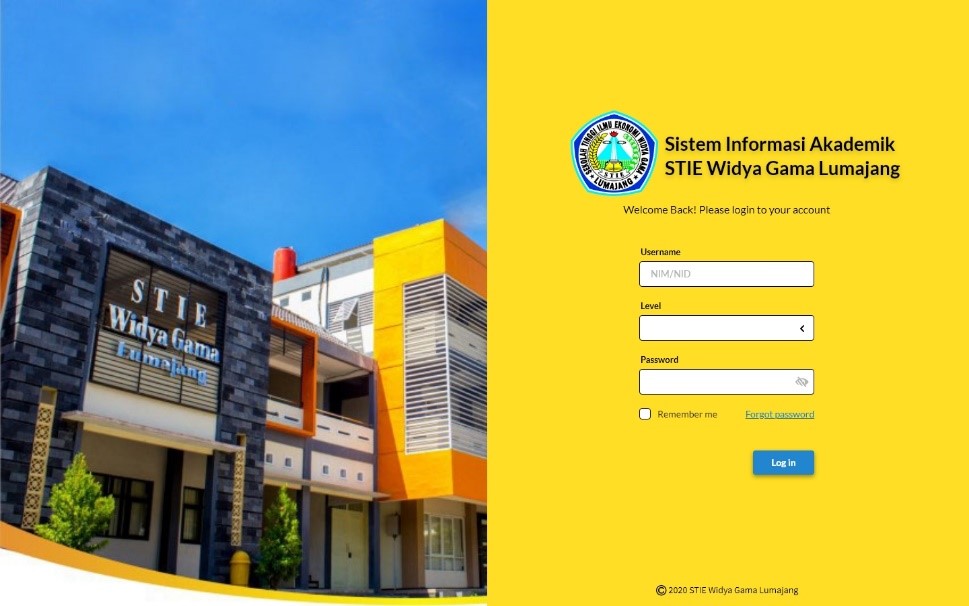 STIE
Widya Gama
Lumajang
SEKOLAH TINGGI ILMU EKONOMI WIDYA GAMA
STIE
LUMAJANG
Sistem Informasi Akademik
STIE Widya Gama Lumajang
Welcome Back! Please login to your account
Username
NIM/NID
Level
Password
Remember me
Forgot password
Log in
© 2020 STIE Widya Gama Lumajang